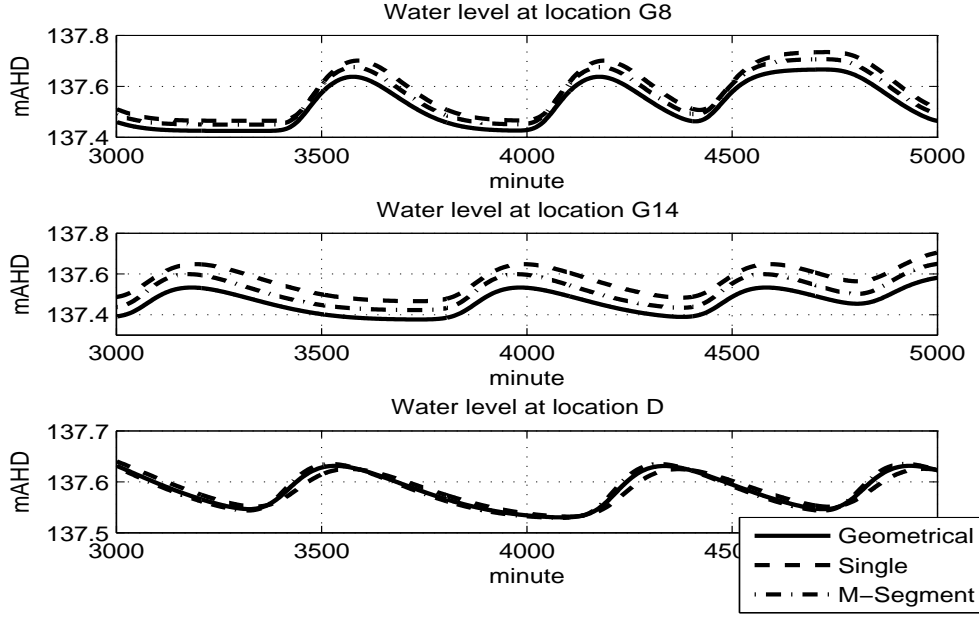 Water level at location G8
137.8
137.6
137.4
mAHD
3000 3500 4000 4500 5000
minute
Water level at location G14
137.8
137.6
137.4
mAHD
3000 3500 4000 4500 5000
minute
Water level at location D
137.7
137.6
137.5
mAHD
3000 3500 4000 450
minute
Geometrical
Single
M−Segment